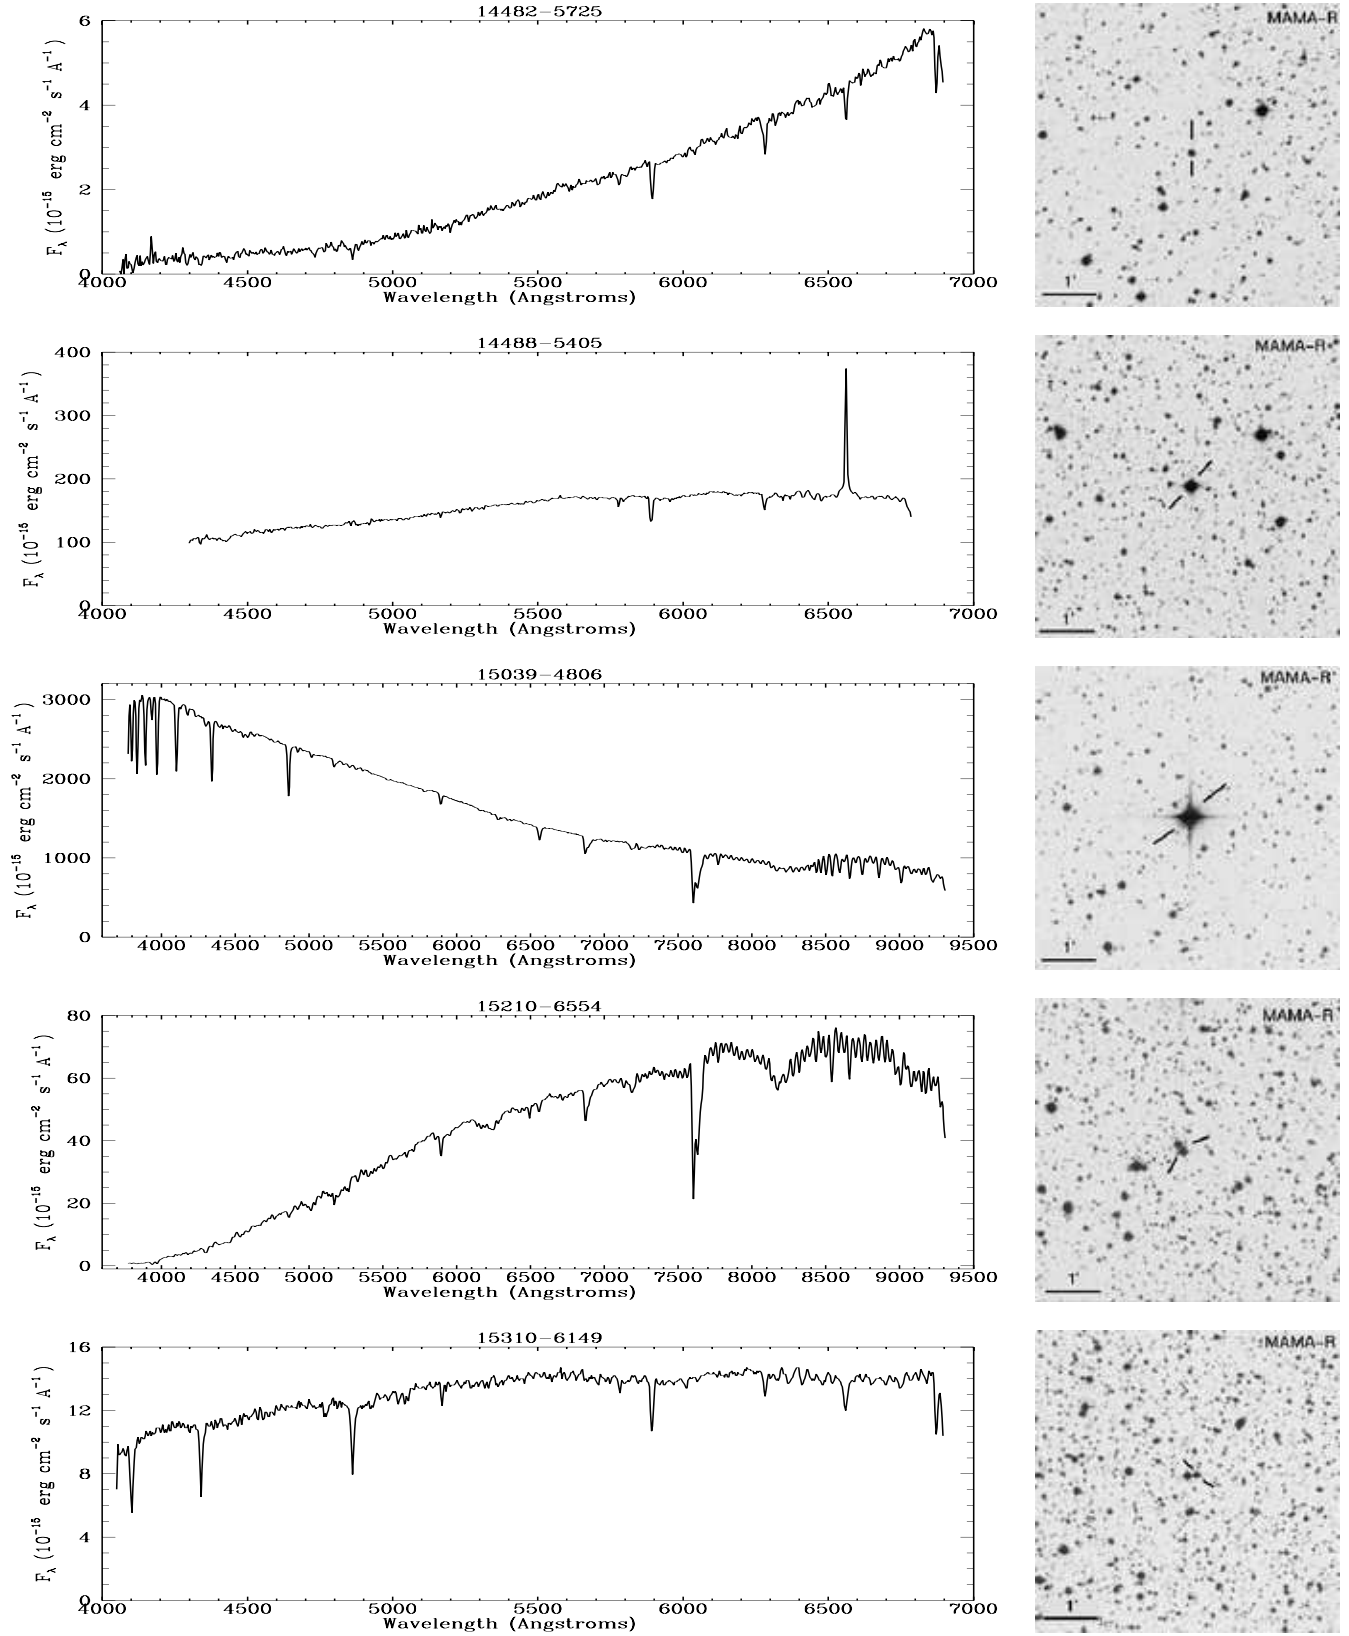 14482−5725
F_λ (10^−15 erg cm^−2 s^−1 A^−1)
6
4
2
0
4000 4500 5000 5500 6000 6500 7000
Wavelength (Angstroms)
MAMA−R
1'
14488−5405
F_λ (10^−15 erg cm^−2 s^−1 A^−1)
400
300
200
100
0
4000 4500 5000 5500 6000 6500 7000
Wavelength (Angstroms)
MAMA−R
1'
15039−4806
F_λ (10^−15 erg cm^−2 s^−1 A^−1)
3000
2000
1000
0
4000 4500 5000 5500 6000 6500 7000 7500 8000 8500 9000 9500
Wavelength (Angstroms)
MAMA−R
1'
15210−6554
F_λ (10^−15 erg cm^−2 s^−1 A^−1)
80
60
40
20
0
4000 4500 5000 5500 6000 6500 7000 7500 8000 8500 9000 9500
Wavelength (Angstroms)
MAMA−R
1'
15310−6149
F_λ (10^−15 erg cm^−2 s^−1 A^−1)
16
12
8
4
0
4000 4500 5000 5500 6000 6500 7000
Wavelength (Angstroms)
MAMA−R
1'